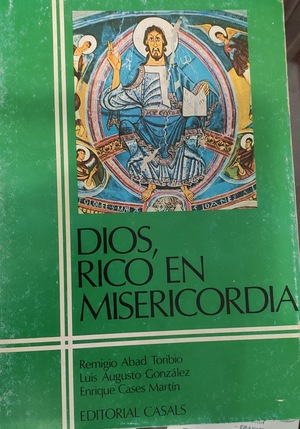 DIOS,
RICO EN
MISERICORDIA
Remigio Abad Toribio
Luis Augusto González
Enrique Cases Martín
EDITORIAL CASALS